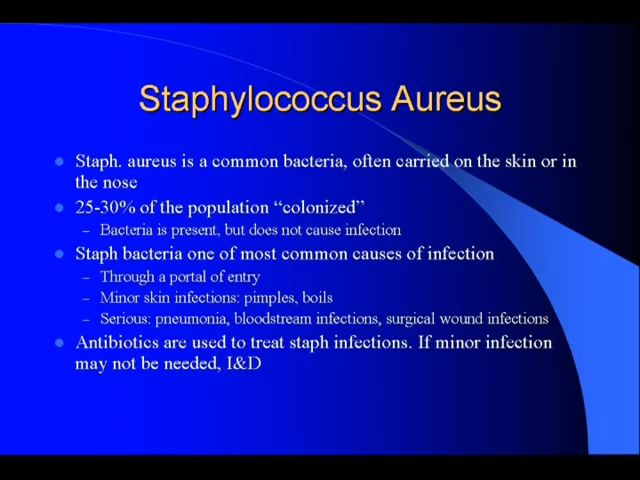 Staphylococcus Aureus
Staph. aureus is a common bacteria, often carried on the skin or in
the nose
25-30% of the population “colonized”
– Bacteria is present, but does not cause infection
Staph bacteria one of most common causes of infection
– Through a portal of entry
– Minor skin infections: pimples, boils
– Serious: pneumonia, bloodstream infections, surgical wound infections
Antibiotics are used to treat staph infections. If minor infection
may not be needed, I&D